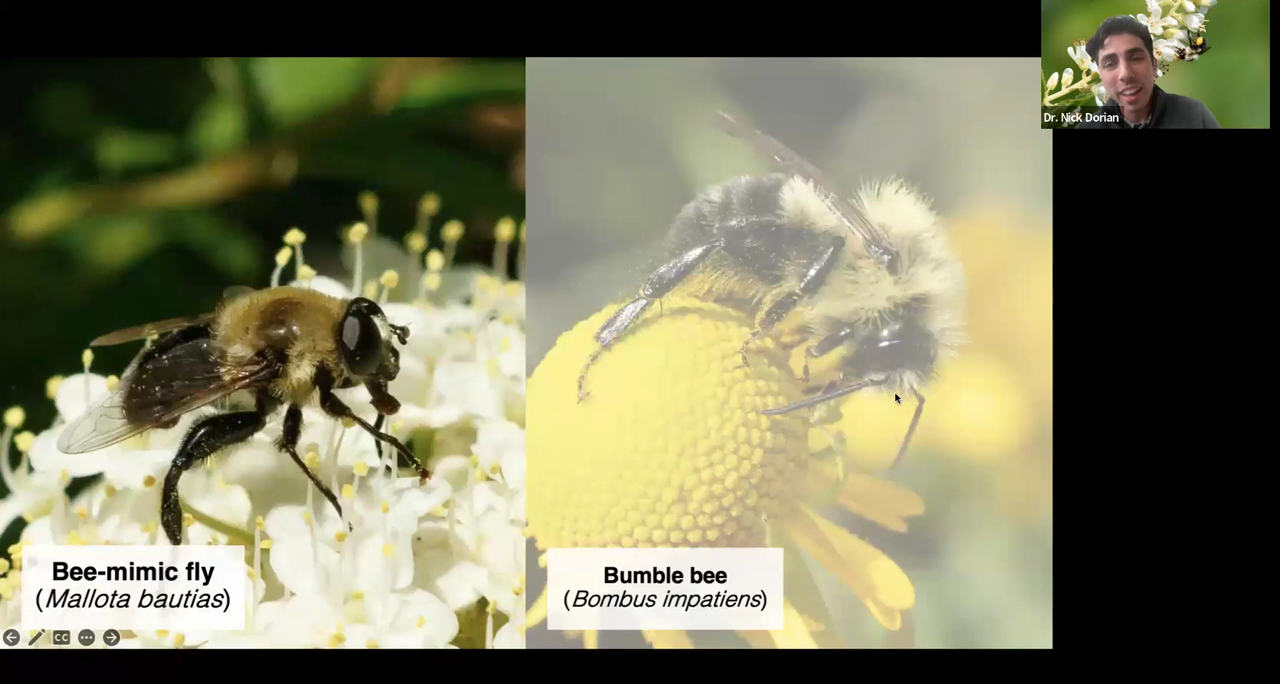 Dr. Nick Dorian
Bee-mimic fly
(Mallota bautias)
Bumble bee
(Bombus impatiens)
CC